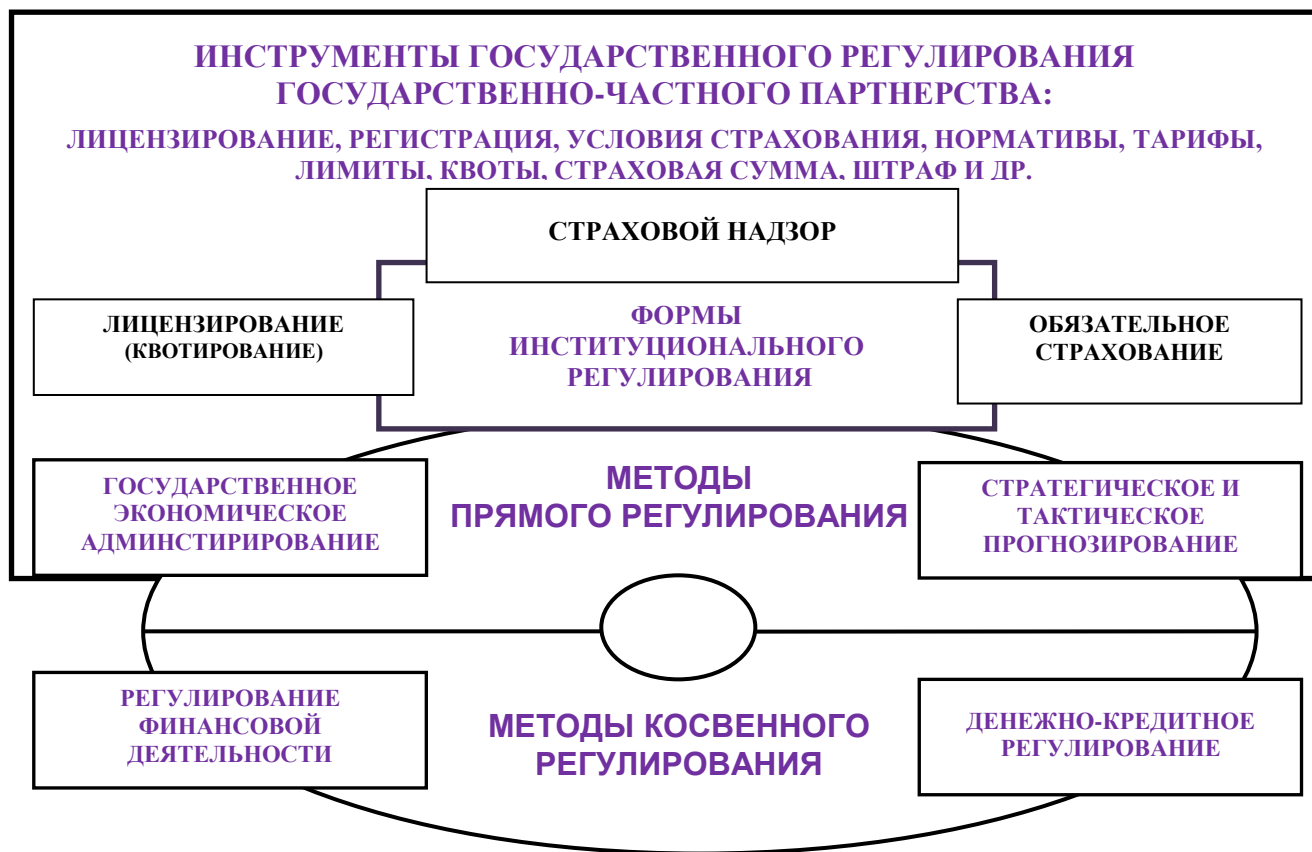 ИНСТРУМЕНТЫ ГОСУДАРСТВЕННОГО РЕГУЛИРОВАНИЯ
ГОСУДАРСТВЕННО-ЧАСТНОГО ПАРТНЕРСТВА:
ЛИЦЕНЗИРОВАНИЕ, РЕГИСТРАЦИЯ, УСЛОВИЯ СТРАХОВАНИЯ, НОРМАТИВЫ, ТАРИФЫ,
ЛИМИТЫ, КВОТЫ, СТРАХОВАЯ СУММА, ШТРАФ И ДР.
СТРАХОВОЙ НАДЗОР
ЛИЦЕНЗИРОВАНИЕ
(КВОТИРОВАНИЕ)
ФОРМЫ
ИНСТИТУЦИОНАЛЬНОГО
РЕГУЛИРОВАНИЯ
ОБЯЗАТЕЛЬНОЕ
СТРАХОВАНИЕ
ГОСУДАРСТВЕННОЕ
ЭКОНОМИЧЕСКОЕ
АДМИНСТИРИРОВАНИЕ
МЕТОДЫ
ПРЯМОГО РЕГУЛИРОВАНИЯ
СТРАТЕГИЧЕСКОЕ И
ТАКТИЧЕСКОЕ
ПРОГНОЗИРОВАНИЕ
РЕГУЛИРОВАНИЕ
ФИНАНСОВОЙ
ДЕЯТЕЛЬНОСТИ
МЕТОДЫ КОСВЕННОГО
РЕГУЛИРОВАНИЯ
ДЕНЕЖНО-КРЕДИТНОЕ
РЕГУЛИРОВАНИЕ